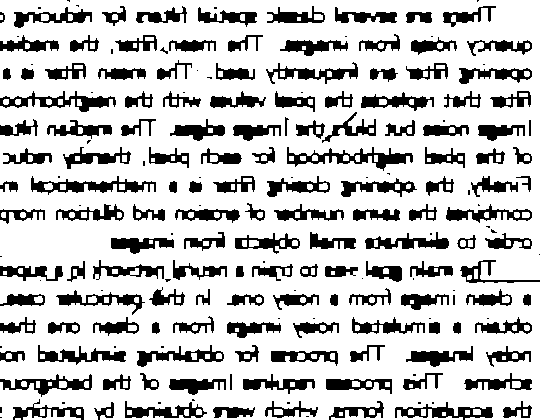 There are several classic spatial filters for reducing
quency noise from images. The mean filter, the median
opening filter are frequently used. The mean filter is a
filter that replaces the pixel values with the neighborhood
image noise but blurs the image edges. The median filter
of the pixel neighborhood for each pixel, thereby reduc
Finally, the opening closing filter is a mathematical m
combines the same number of erosion and dilation morp
order to eliminate small objects from images
The main goal was to train a neural network in a super
a clean image from a noisy one. In this particular case,
obtain a simulated noisy image from a clean one then
noisy images. The process for obtaining simulated noi
scheme This process requires images of the backgroun
the acquisition forms, which were obtained by printing